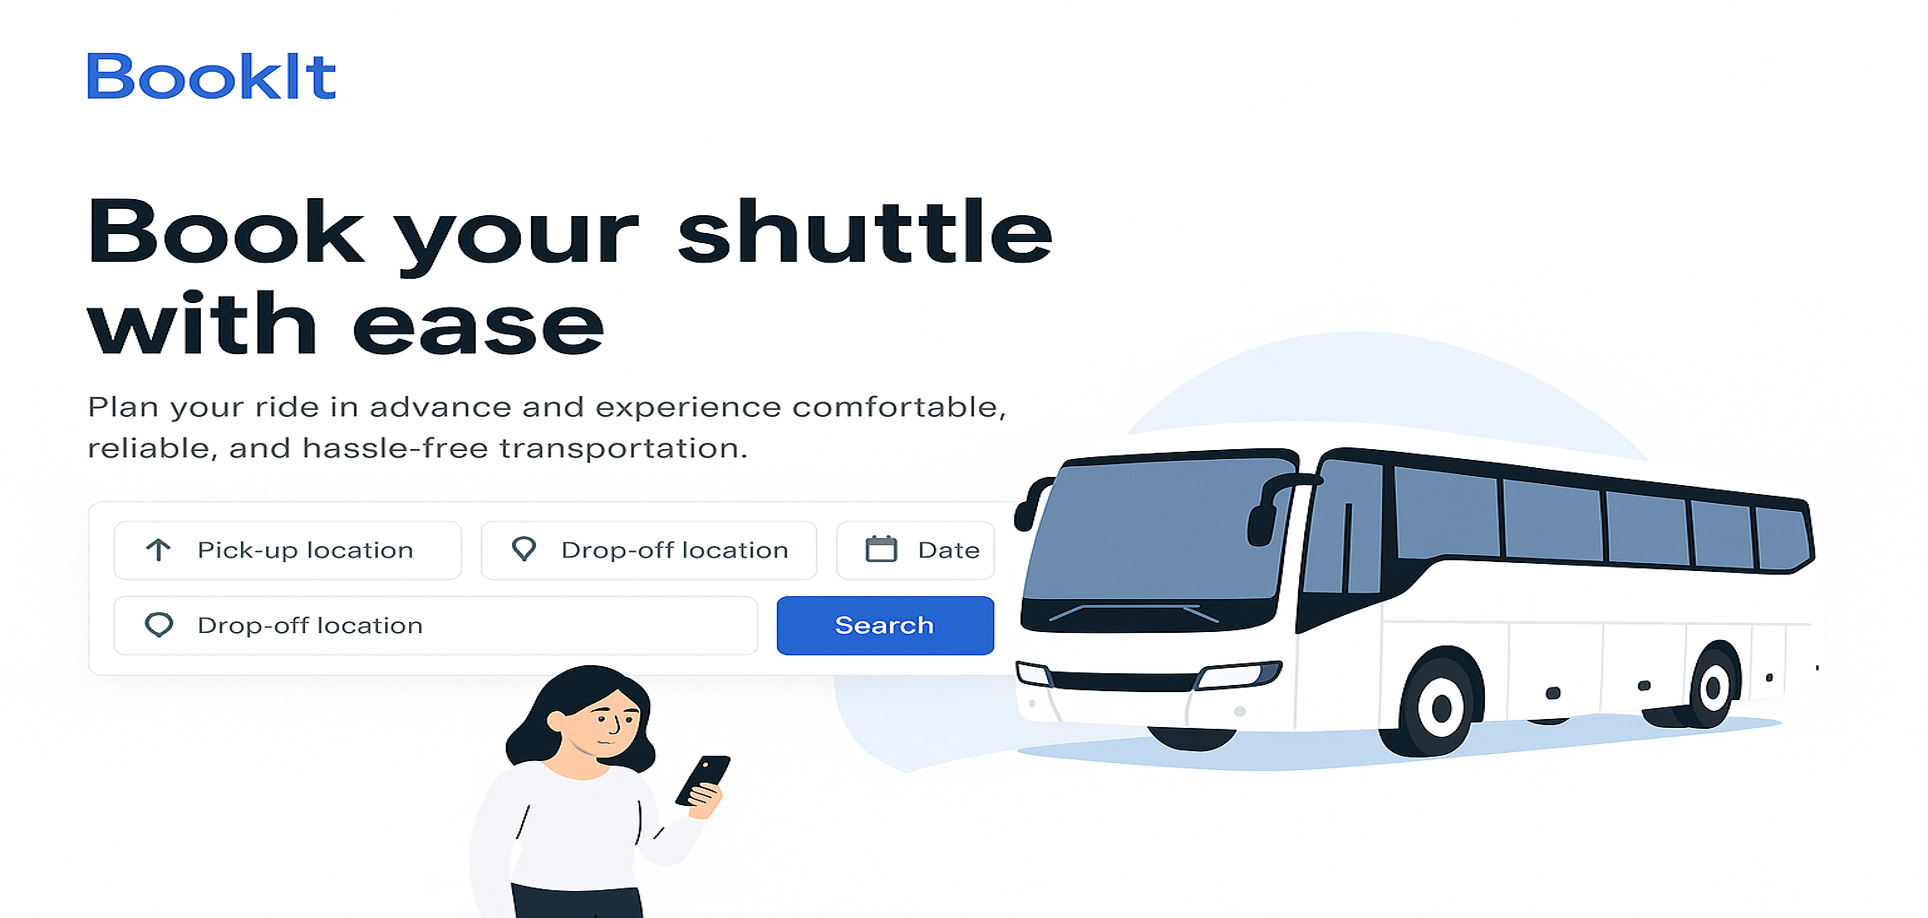 BookIt
Book your shuttle
with ease
Plan your ride in advance and experience comfortable,
reliable, and hassle-free transportation.
Pick-up location
Drop-off location
Date
Drop-off location
Search